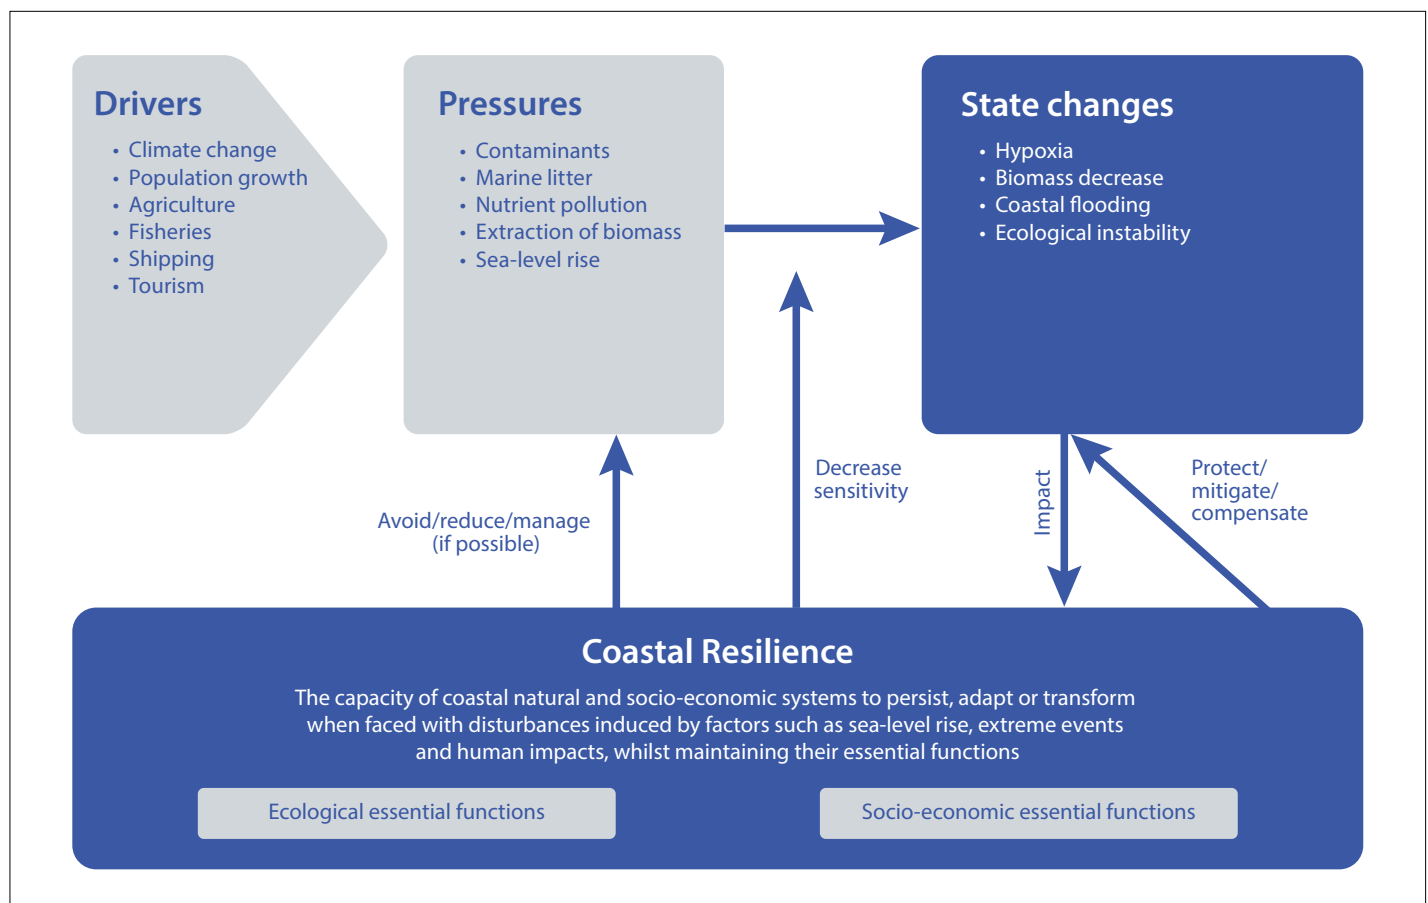 Drivers
• Climate change
• Population growth
• Agriculture
• Fisheries
• Shipping
• Tourism
Pressures
• Contaminants
• Marine litter
• Nutrient pollution
• Extraction of biomass
• Sea-level rise
State changes
• Hypoxia
• Biomass decrease
• Coastal flooding
• Ecological instability
Avoid/reduce/manage
(if possible)
Decrease
sensitivity
Impact
Protect/
mitigate/
compensate
Coastal Resilience
The capacity of coastal natural and socio-economic systems to persist, adapt or transform
when faced with disturbances induced by factors such as sea-level rise, extreme events
and human impacts, whilst maintaining their essential functions
Ecological essential functions
Socio-economic essential functions